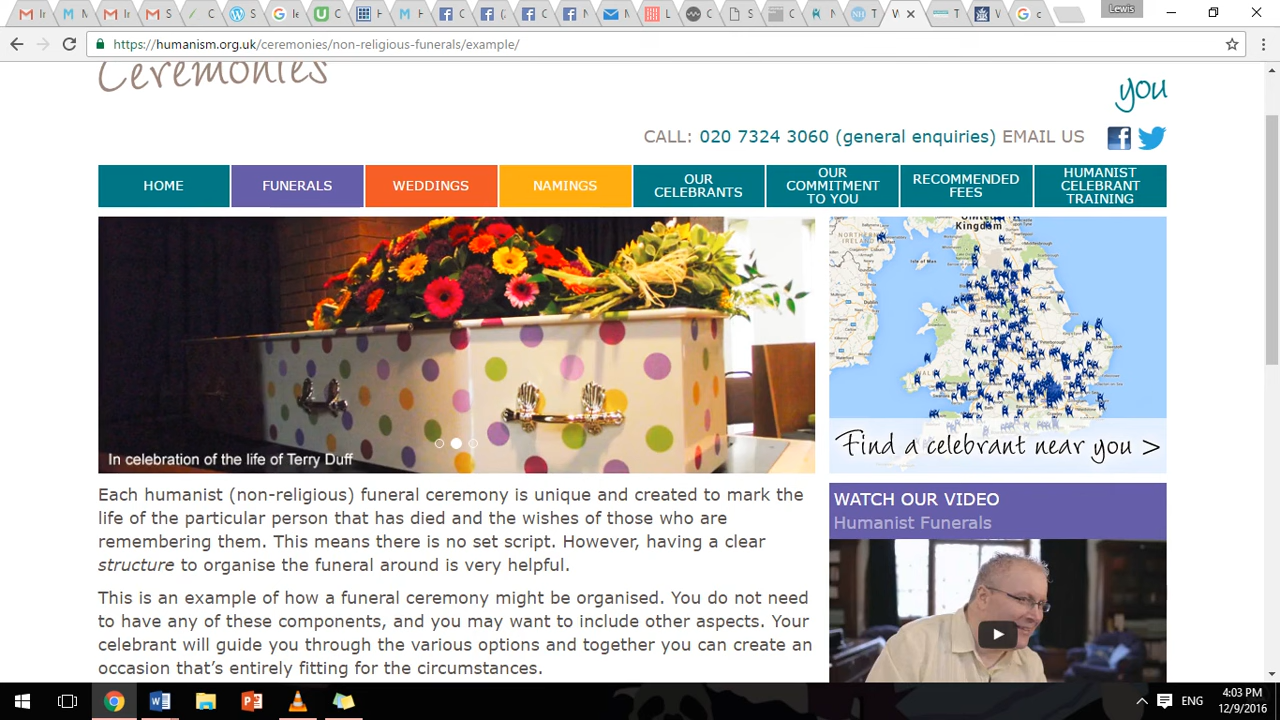 Lewis
https://humanism.org.uk/ceremonies/non-religious-funerals/example/
Ceremonies
you
CALL: 020 7324 3060 (general enquiries) EMAIL US
HOME
FUNERALS
WEDDINGS
NAMINGS
OUR
CELEBRANTS
OUR
COMMITMENT
TO YOU
RECOMMENDED
FEES
HUMANIST
CELEBRANT
TRAINING
In celebration of the life of Terry Duff
United
Kingdom
Isle of Man
Find a celebrant near you >
Each humanist (non-religious) funeral ceremony is unique and created to mark the
life of the particular person that has died and the wishes of those who are
remembering them. This means there is no set script. However, having a clear
structure to organise the funeral around is very helpful.
This is an example of how a funeral ceremony might be organised. You do not need
to have any of these components, and you may want to include other aspects. Your
celebrant will guide you through the various options and together you can create an
occasion that’s entirely fitting for the circumstances.
WATCH OUR VIDEO
Humanist Funerals
ENG
4:03 PM
12/9/2016